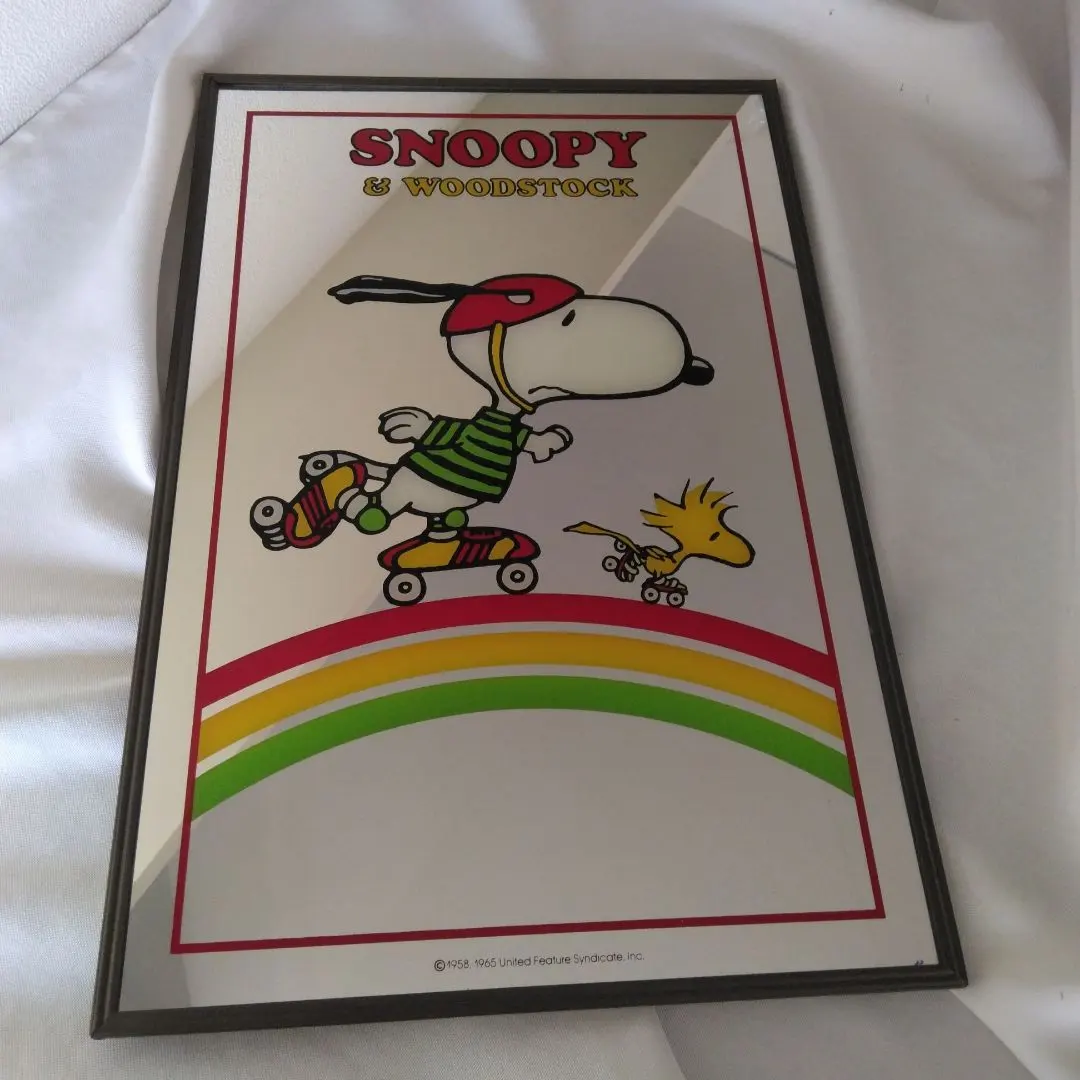 SNOOPY
& WOODSTOCK
©1958, 1965 United Feature Syndicate, Inc.